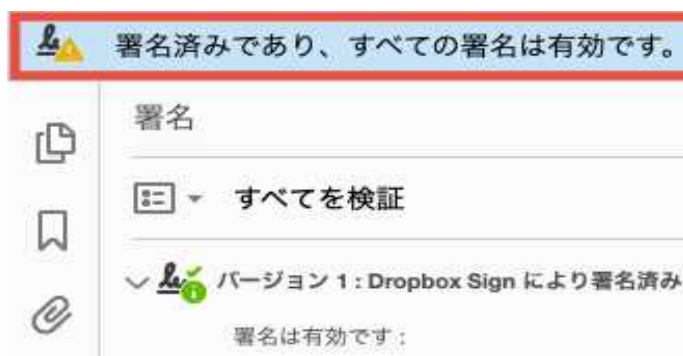 署名済みであり、すべての署名は有効です。
署名
すべてを検証
バージョン 1 : Dropbox Sign により署名済み
署名は有効です :